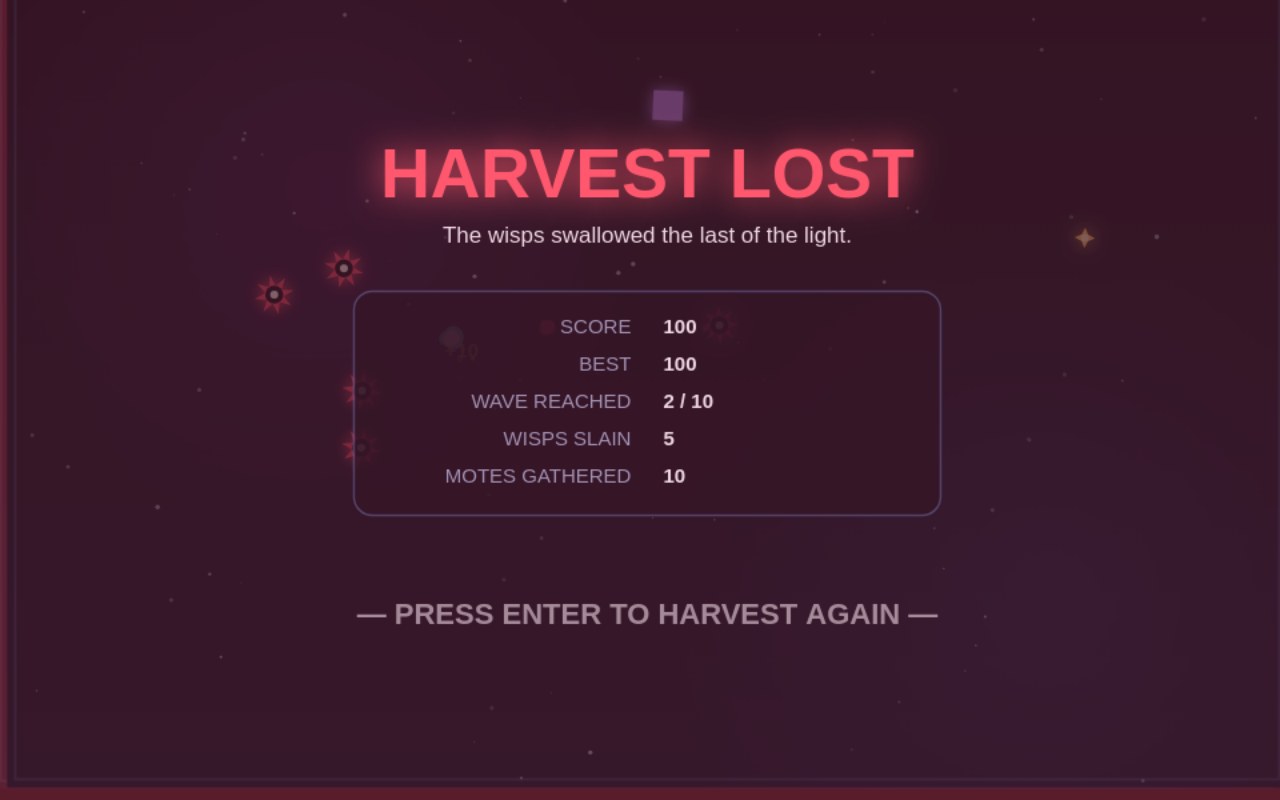 HARVEST LOST
The wisps swallowed the last of the light.
SCORE 100
BEST 100
WAVE REACHED 2 / 10
WISPS SLAIN 5
MOTES GATHERED 10
— PRESS ENTER TO HARVEST AGAIN —